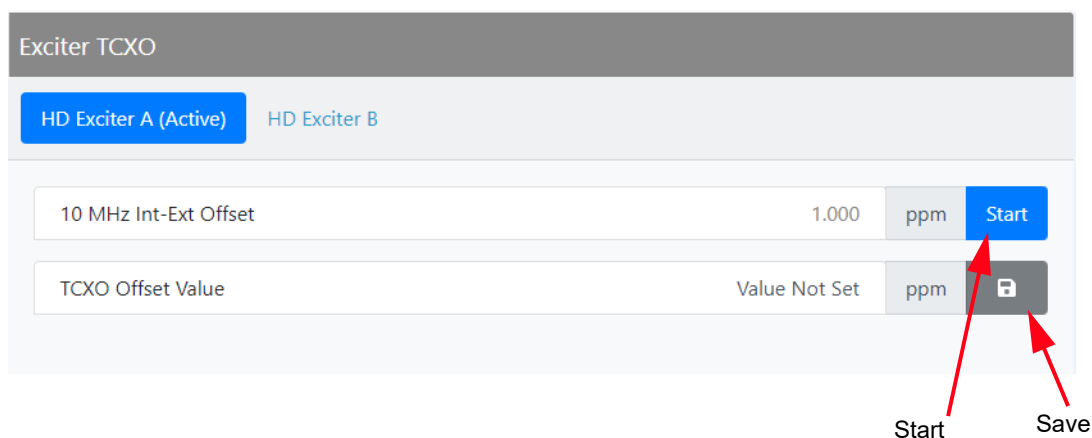 Exciter TCXO
HD Exciter A (Active) HD Exciter B
10 MHz Int-Ext Offset 1.000 ppm Start
TCXO Offset Value Value Not Set ppm
Start Save